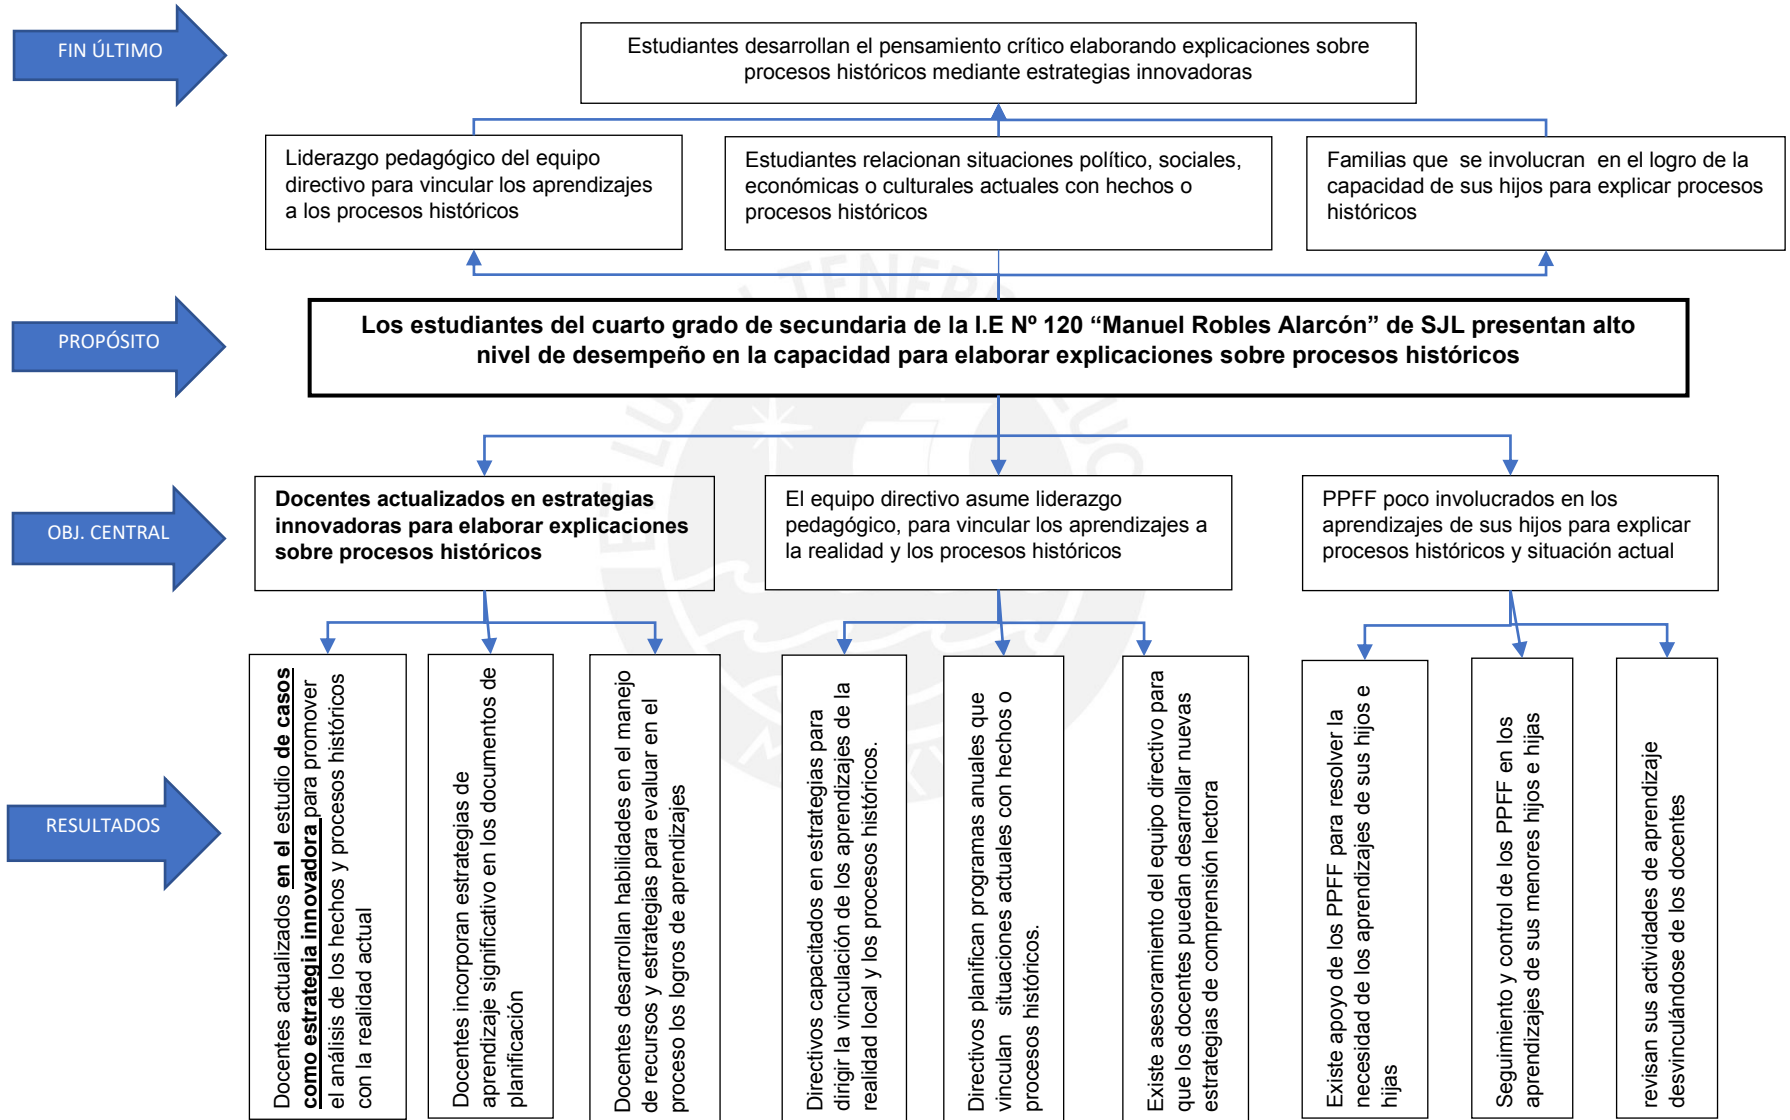 FIN ÚLTIMO
Estudiantes desarrollan el pensamiento crítico elaborando explicaciones sobre
procesos históricos mediante estrategias innovadoras
Liderazgo pedagógico del equipo
directivo para vincular los aprendizajes
a los procesos históricos
Estudiantes relacionan situaciones político, sociales,
económicas o culturales actuales con hechos o
procesos históricos
Familias que se involucran en el logro de la
capacidad de sus hijos para explicar procesos
históricos
PROPÓSITO
Los estudiantes del cuarto grado de secundaria de la I.E Nº 120 “Manuel Robles Alarcón” de SJL presentan alto
nivel de desempeño en la capacidad para elaborar explicaciones sobre procesos históricos
OBJ. CENTRAL
Docentes actualizados en estrategias
innovadoras para elaborar explicaciones
sobre procesos históricos
El equipo directivo asume liderazgo
pedagógico, para vincular los aprendizajes a
la realidad y los procesos históricos
PPFF poco involucrados en los
aprendizajes de sus hijos para explicar
procesos históricos y situación actual
RESULTADOS
Docentes actualizados en el estudio de casos
como estrategia innovadora para promover
el análisis de los hechos y procesos históricos
con la realidad actual
Docentes incorporan estrategias de
aprendizaje significativo en los documentos de
planificación
Docentes desarrollan habilidades en el manejo
de recursos y estrategias para evaluar en el
proceso los logros de aprendizajes
Directivos capacitados en estrategias para
dirigir la vinculación de los aprendizajes de la
realidad local y los procesos históricos.
Directivos planifican programas anuales que
vinculan situaciones actuales con hechos o
procesos históricos.
Existe asesoramiento del equipo directivo para
que los docentes puedan desarrollar nuevas
estrategias de comprensión lectora
Existe apoyo de los PPFF para resolver la
necesidad de los aprendizajes de sus hijos e
hijas
Seguimiento y control de los PPFF en los
aprendizajes de sus menores hijos e hijas
revisan sus actividades de aprendizaje
desvinculándose de los docentes